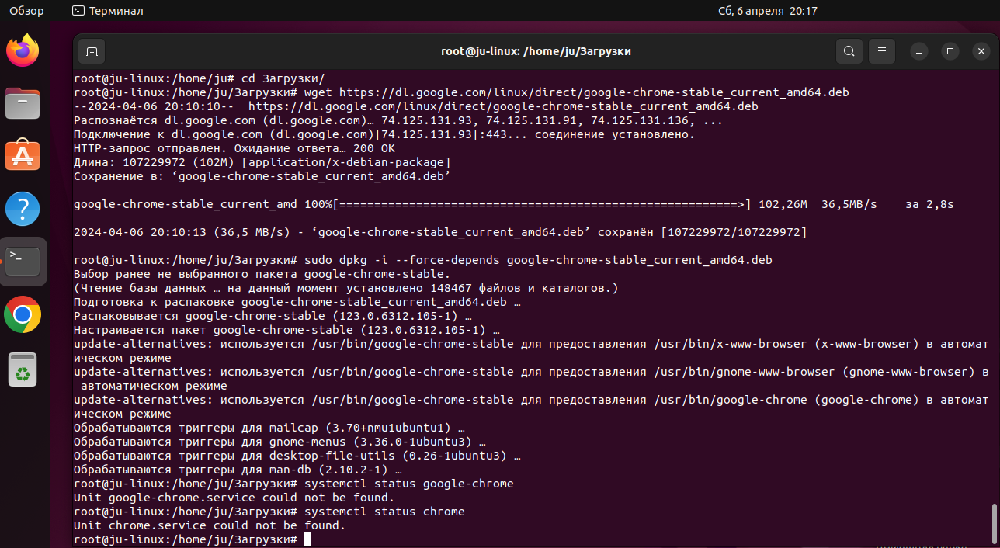 Обзор
Терминал
Сб, 6 апреля 20:17
root@ju-linux: /home/ju/Загрузки
root@ju-linux:/home/ju# cd Загрузки/
root@ju-linux:/home/ju/Загрузки# wget https://dl.google.com/linux/direct/google-chrome-stable_current_amd64.deb
--2024-04-06 20:10:10--  https://dl.google.com/linux/direct/google-chrome-stable_current_amd64.deb
Распознаётся dl.google.com (dl.google.com)… 74.125.131.93, 74.125.131.91, 74.125.131.136, ...
Подключение к dl.google.com (dl.google.com)|74.125.131.93|:443... соединение установлено.
HTTP-запрос отправлен. Ожидание ответа… 200 OK
Длина: 107229972 (102M) [application/x-debian-package]
Сохранение в: ‘google-chrome-stable_current_amd64.deb’
google-chrome-stable_current_amd 100%[=========================================================>] 102,26M  36,5MB/s    за 2,8s
2024-04-06 20:10:13 (36,5 MB/s) - ‘google-chrome-stable_current_amd64.deb’ сохранён [107229972/107229972]
root@ju-linux:/home/ju/Загрузки# sudo dpkg -i --force-depends google-chrome-stable_current_amd64.deb
Выбор ранее не выбранного пакета google-chrome-stable.
(Чтение базы данных … на данный момент установлено 148467 файлов и каталогов.)
Подготовка к распаковке google-chrome-stable_current_amd64.deb …
Распаковывается google-chrome-stable (123.0.6312.105-1) …
Настраивается пакет google-chrome-stable (123.0.6312.105-1) …
update-alternatives: используется /usr/bin/google-chrome-stable для предоставления /usr/bin/x-www-browser (x-www-browser) в автомат
ическом режиме
update-alternatives: используется /usr/bin/google-chrome-stable для предоставления /usr/bin/gnome-www-browser (gnome-www-browser) в
 автоматическом режиме
update-alternatives: используется /usr/bin/google-chrome-stable для предоставления /usr/bin/google-chrome (google-chrome) в автомат
ическом режиме
Обрабатываются триггеры для mailcap (3.70+nmu1ubuntu1) …
Обрабатываются триггеры для gnome-menus (3.36.0-1ubuntu3) …
Обрабатываются триггеры для desktop-file-utils (0.26-1ubuntu3) …
Обрабатываются триггеры для man-db (2.10.2-1) …
root@ju-linux:/home/ju/Загрузки# systemctl status google-chrome
Unit google-chrome.service could not be found.
root@ju-linux:/home/ju/Загрузки# systemctl status chrome
Unit chrome.service could not be found.
root@ju-linux:/home/ju/Загрузки#